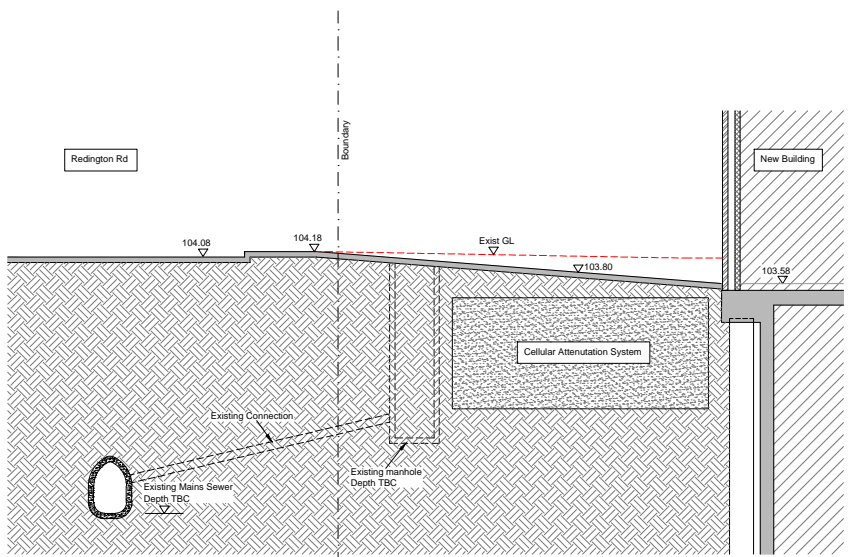 Boundary
Redington Rd
New Building
104.08
104.18
Exist GL
103.80
103.58
Cellular Attenutation System
Existing Connection
Existing manhole
Depth TBC
Existing Mains Sewer
Depth TBC